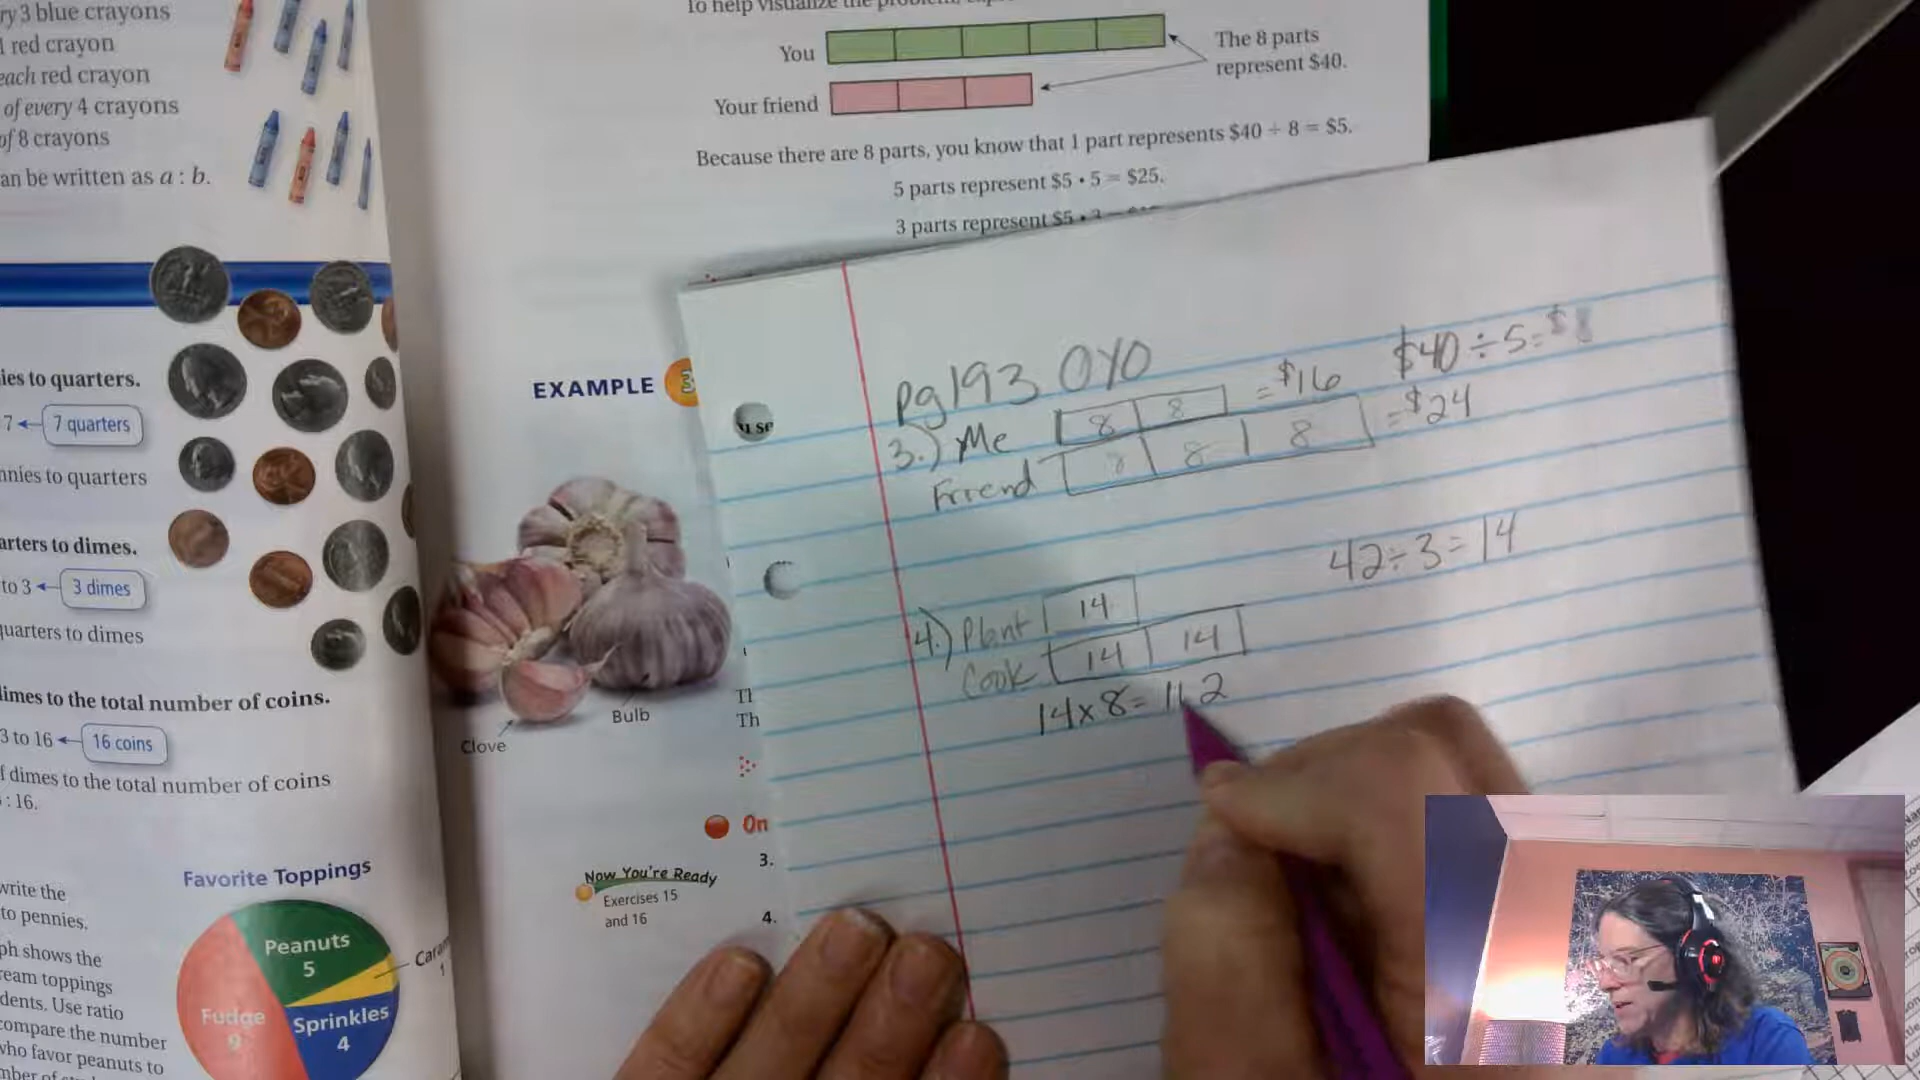 3 blue crayons
red crayon
each red crayon
of every 4 crayons
of 8 crayons
an be written as a : b.
ies to quarters.
7 7 quarters
nnies to quarters
arters to dimes.
to 3 3 dimes
quarters to dimes
dimes to the total number of coins.
3 to 16 16 coins
f dimes to the total number of coins
: 16.
Favorite Toppings
write the
to pennies.
ph shows the
ream toppings
dents. Use ratio
compare the number
who favor peanuts to
Peanuts
5
Fudge
9
Sprinkles
4
To help visualize the problem,
You
Your friend
The 8 parts
represent $40.
Because there are 8 parts, you know that 1 part represents $40 ÷ 8 = $5.
5 parts represent $5 • 5 = $25.
3 parts represent $5 • 3
EXAMPLE 3
Clove
Bulb
Th
On
Now You're Ready
Exercises 15
and 16
3.
4.
pg193 OYO
$40 ÷ 5 = $8
3.) Me 8 8 = $16
Friend 8 8 8 = $24
42 ÷ 3 = 14
4.) Plant 14
Cook 14 14
14 x 8 = 112